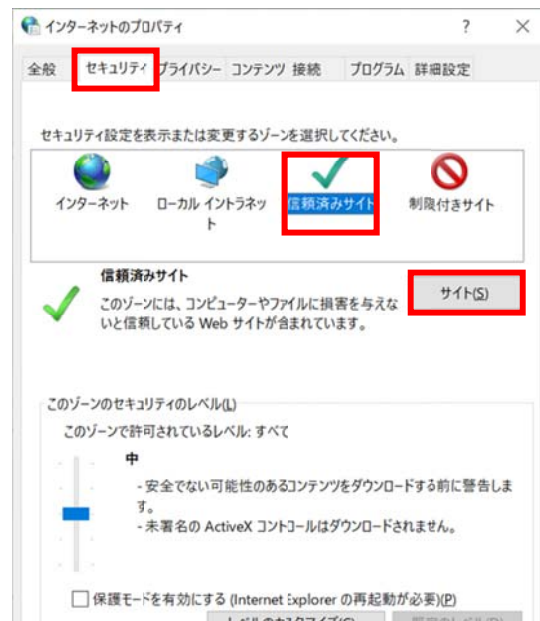 インターネットのプロパティ ? ×
全般 セキュリティ プライバシー コンテンツ 接続 プログラム 詳細設定
セキュリティ設定を表示または変更するゾーンを選択してください。
インターネット ローカル イントラネッ 信頼済みサイト 制限付きサイト
ト
信頼済みサイト
サイト(S)
このゾーンには、コンピューターやファイルに損害を与えな
いと信頼している Web サイトが含まれています。
このゾーンのセキュリティのレベル(L)
このゾーンで許可されているレベル: すべて
中
- 安全でない可能性のあるコンテンツをダウンロードする前に警告しま
す。
- 未署名の ActiveX コントロールはダウンロードされません。
保護モードを有効にする (Internet Explorer の再起動が必要)(P)